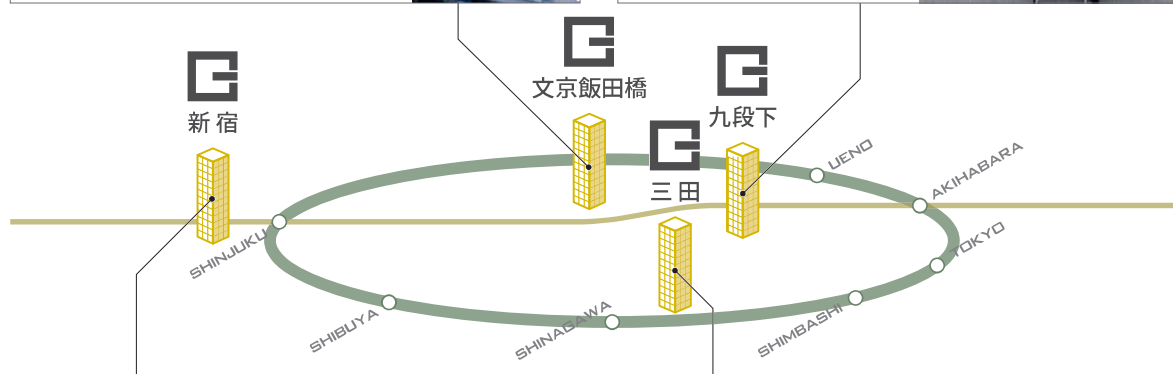 文京飯田橋
新宿
九段下
三田
UENO
AKIHABARA
SHINJUKU
TOKYO
SHIBUYA
SHINAGAWA
SHIMBASHI